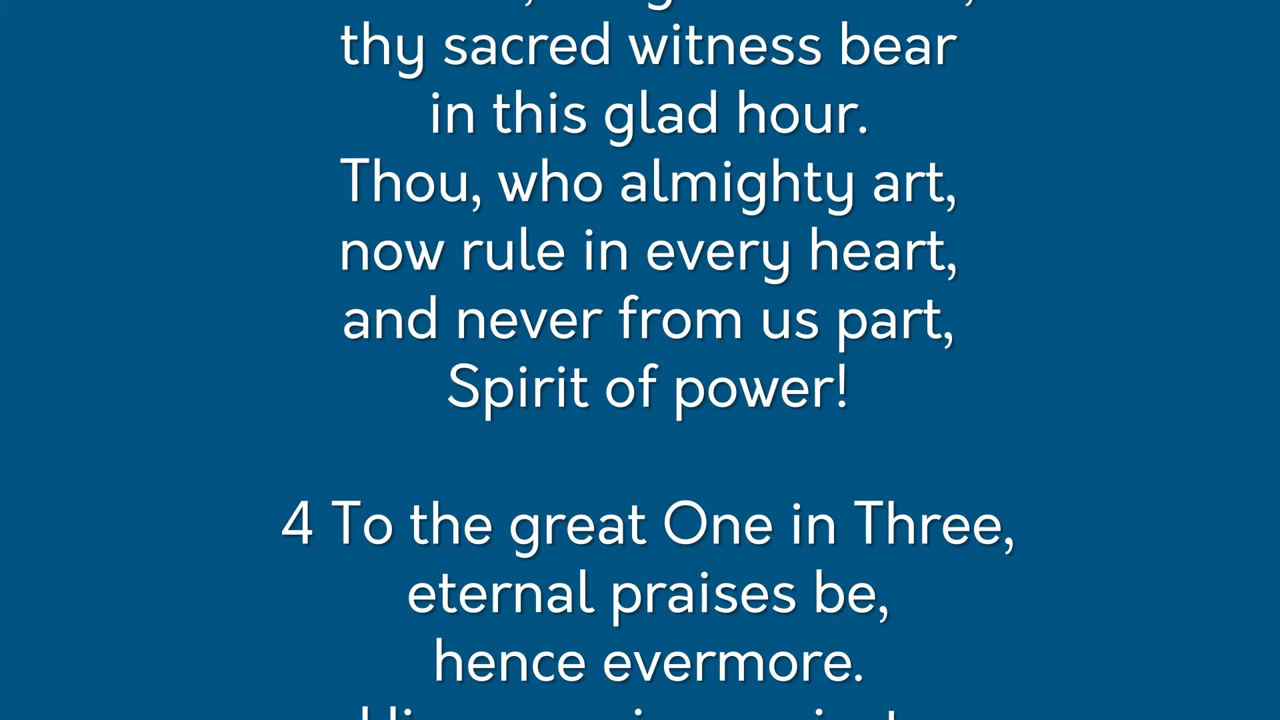 thy sacred witness bear
in this glad hour.
Thou, who almighty art,
now rule in every heart,
and never from us part,
Spirit of power!
4 To the great One in Three,
eternal praises be,
hence evermore.